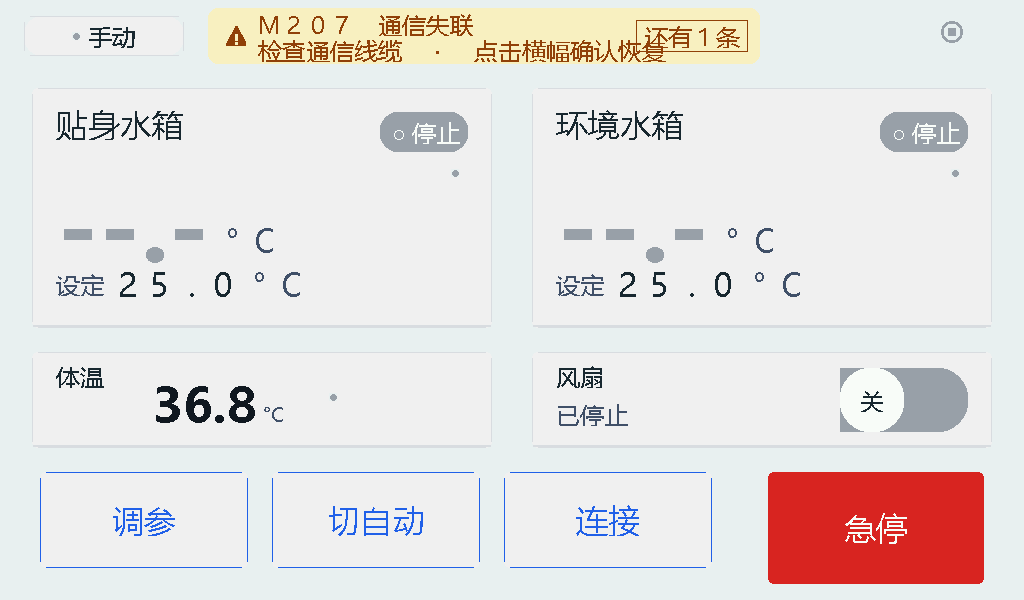 手动
M207 通信失联
检查通信线缆 · 点击横幅确认恢复
还有1条
贴身水箱
停止
--.- °C
设定 25.0 °C
环境水箱
停止
--.- °C
设定 25.0 °C
体温
36.8 °C
风扇
已停止
关
调参
切自动
连接
急停